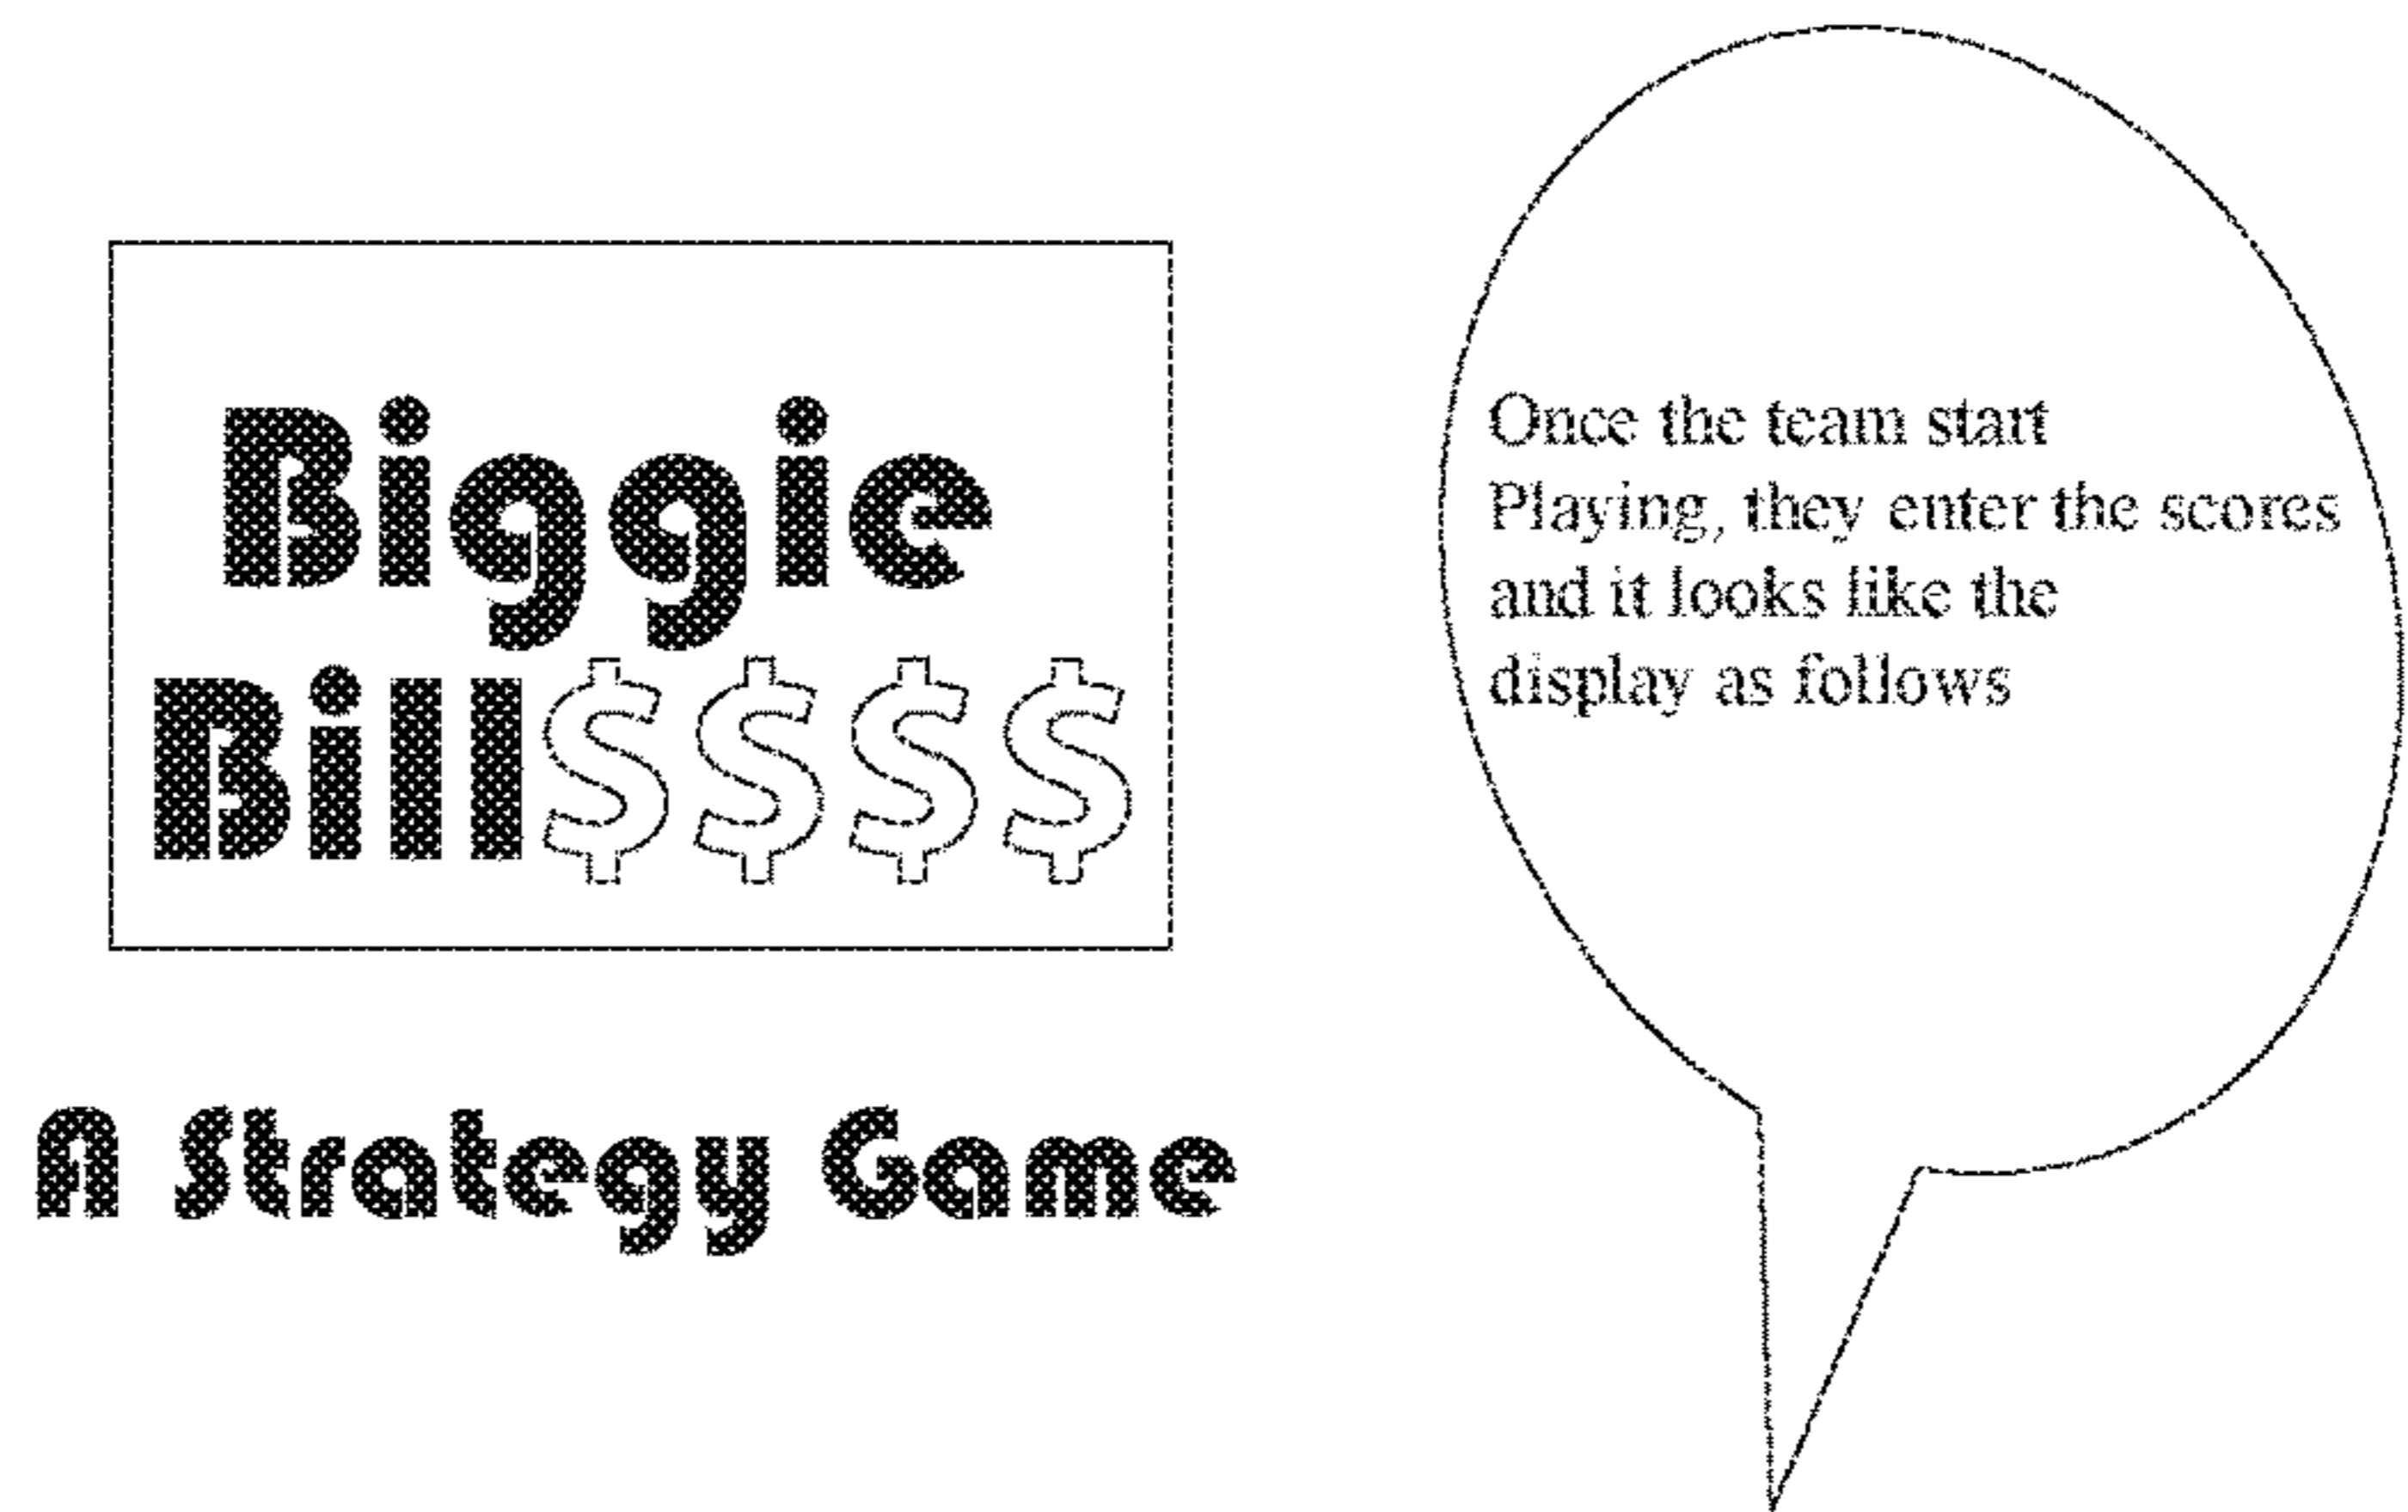 Biggie
Bill$$$$
A Strategy Game
Once the team start
Playing, they enter the scores
and it looks like the
display as follows